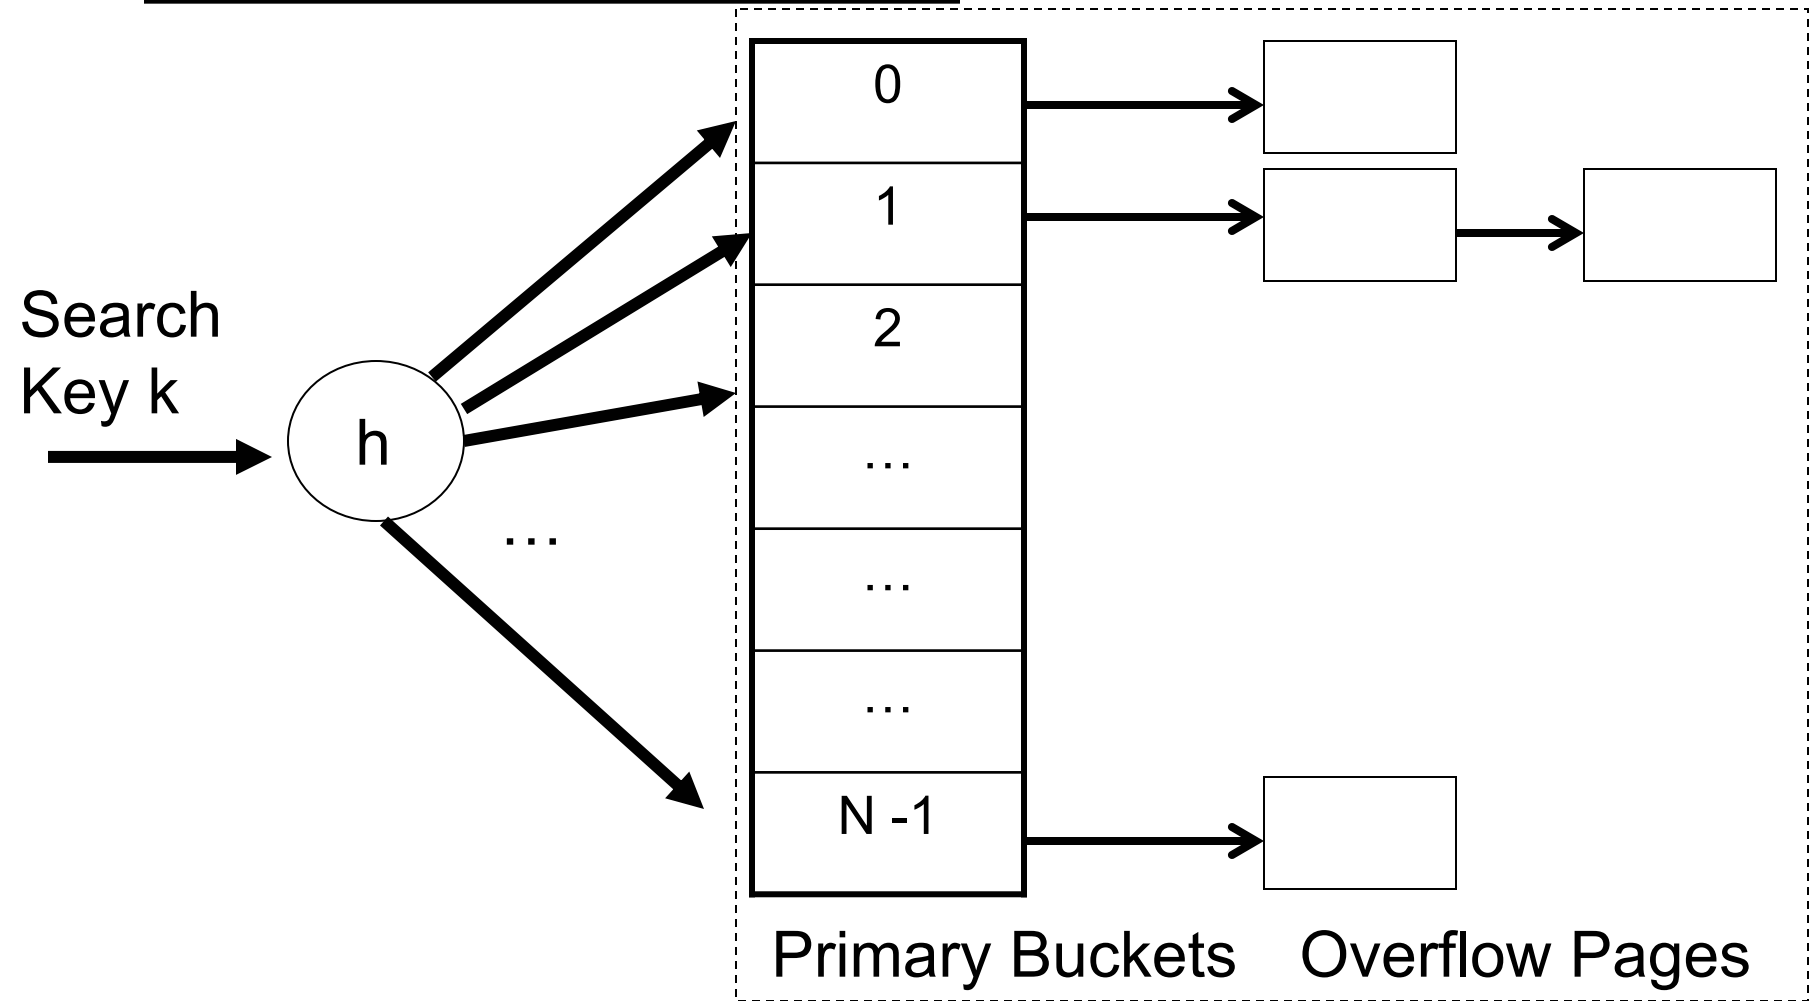 0
1
2
Search
Key k
h
…
…
…
…
N -1
Primary Buckets
Overflow Pages